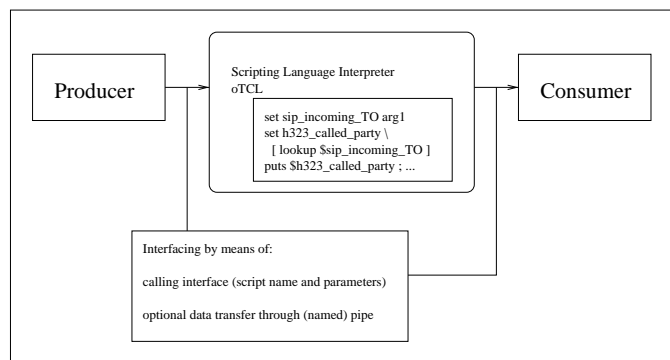 Producer
Scripting Language Interpreter
oTCL
set sip_incoming_TO arg1
set h323_called_party \
[ lookup $sip_incoming_TO ]
puts $h323_called_party ; ...
Consumer
Interfacing by means of:
calling interface (script name and parameters)
optional data transfer through (named) pipe